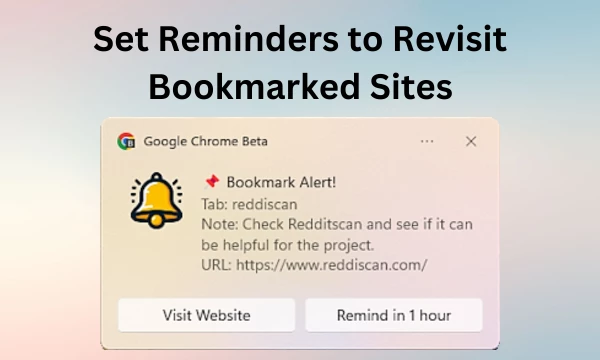 Set Reminders to Revisit
Bookmarked Sites
Google Chrome Beta
Bookmark Alert!
Tab: reddiscan
Note: Check Redditscan and see if it can
be helpful for the project.
URL: https://www.reddiscan.com/
Visit Website
Remind in 1 hour